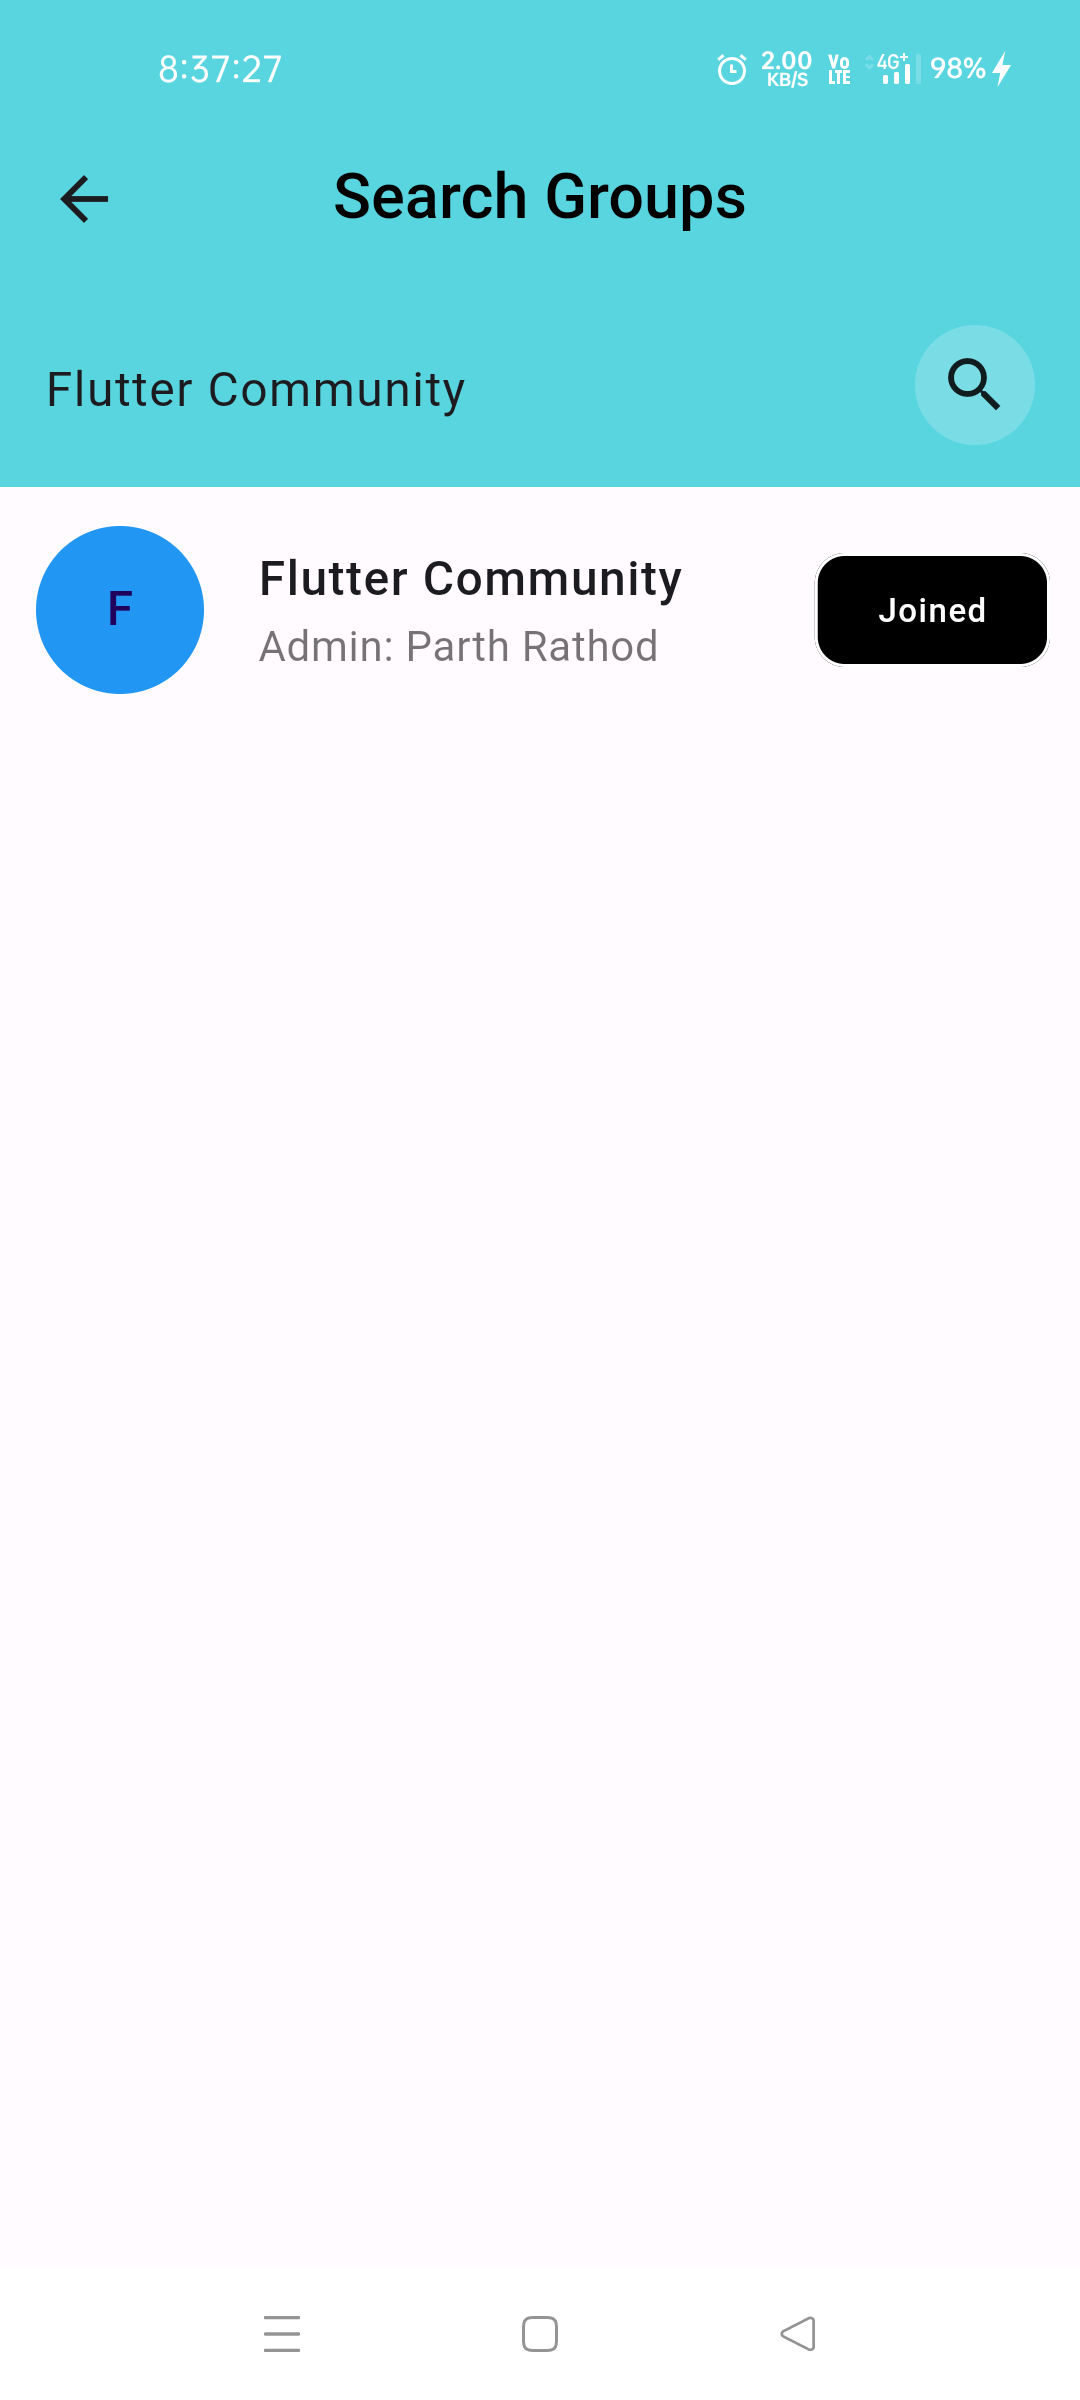 8:37:27 2.00 KB/S Vo LTE 4G+ 98%
Search Groups
Flutter Community
F
Flutter Community
Joined
Admin: Parth Rathod